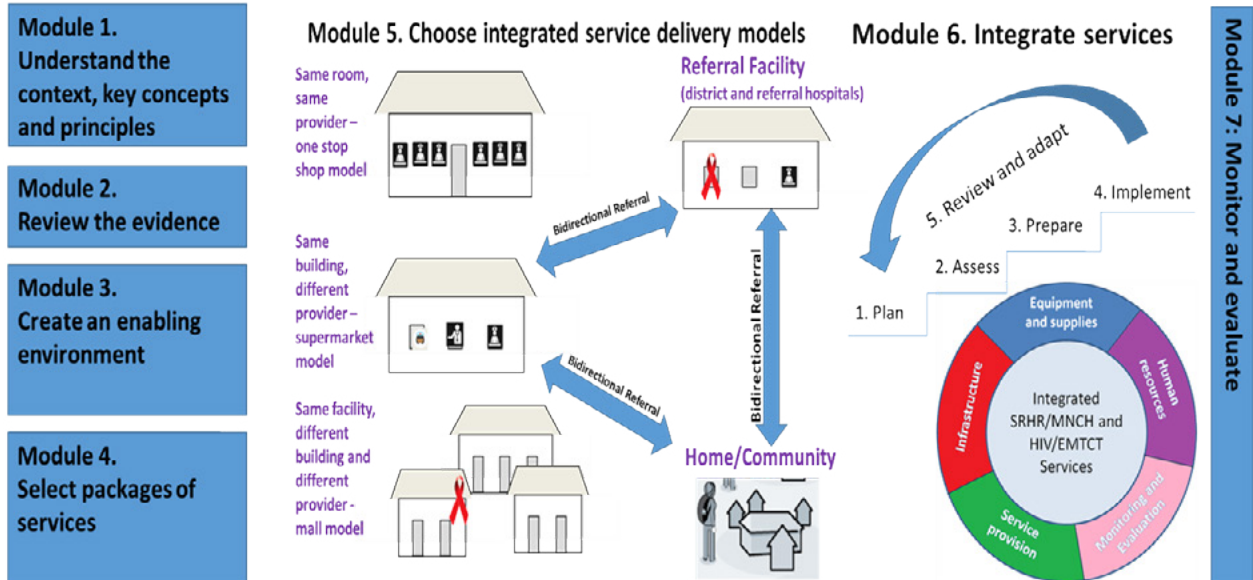 Module 1.
Understand the
context, key concepts
and principles
Module 2.
Review the evidence
Module 3.
Create an enabling
environment
Module 4.
Select packages of
services
Module 5. Choose integrated service delivery models
Same room,
same
provider –
one stop
shop model
Same
building,
different
provider–
supermarket
model
Same facility,
different
building and
different
provider-
mall model
Referral Facility
(district and referral hospitals)
Bidirectional Referral
Bidirectional Referral
Bidirectional Referral
Home/Community
Module 6. Integrate services
5. Review and adapt
4. Implement
3. Prepare
2. Assess
1. Plan
Equipment
and supplies
Human
resources
Monitoring and
Evaluation
Service
provision
Infrastructure
Integrated
SRHR/MNCH and
HIV/EMTCT
Services
Module 7: Monitor and evaluate